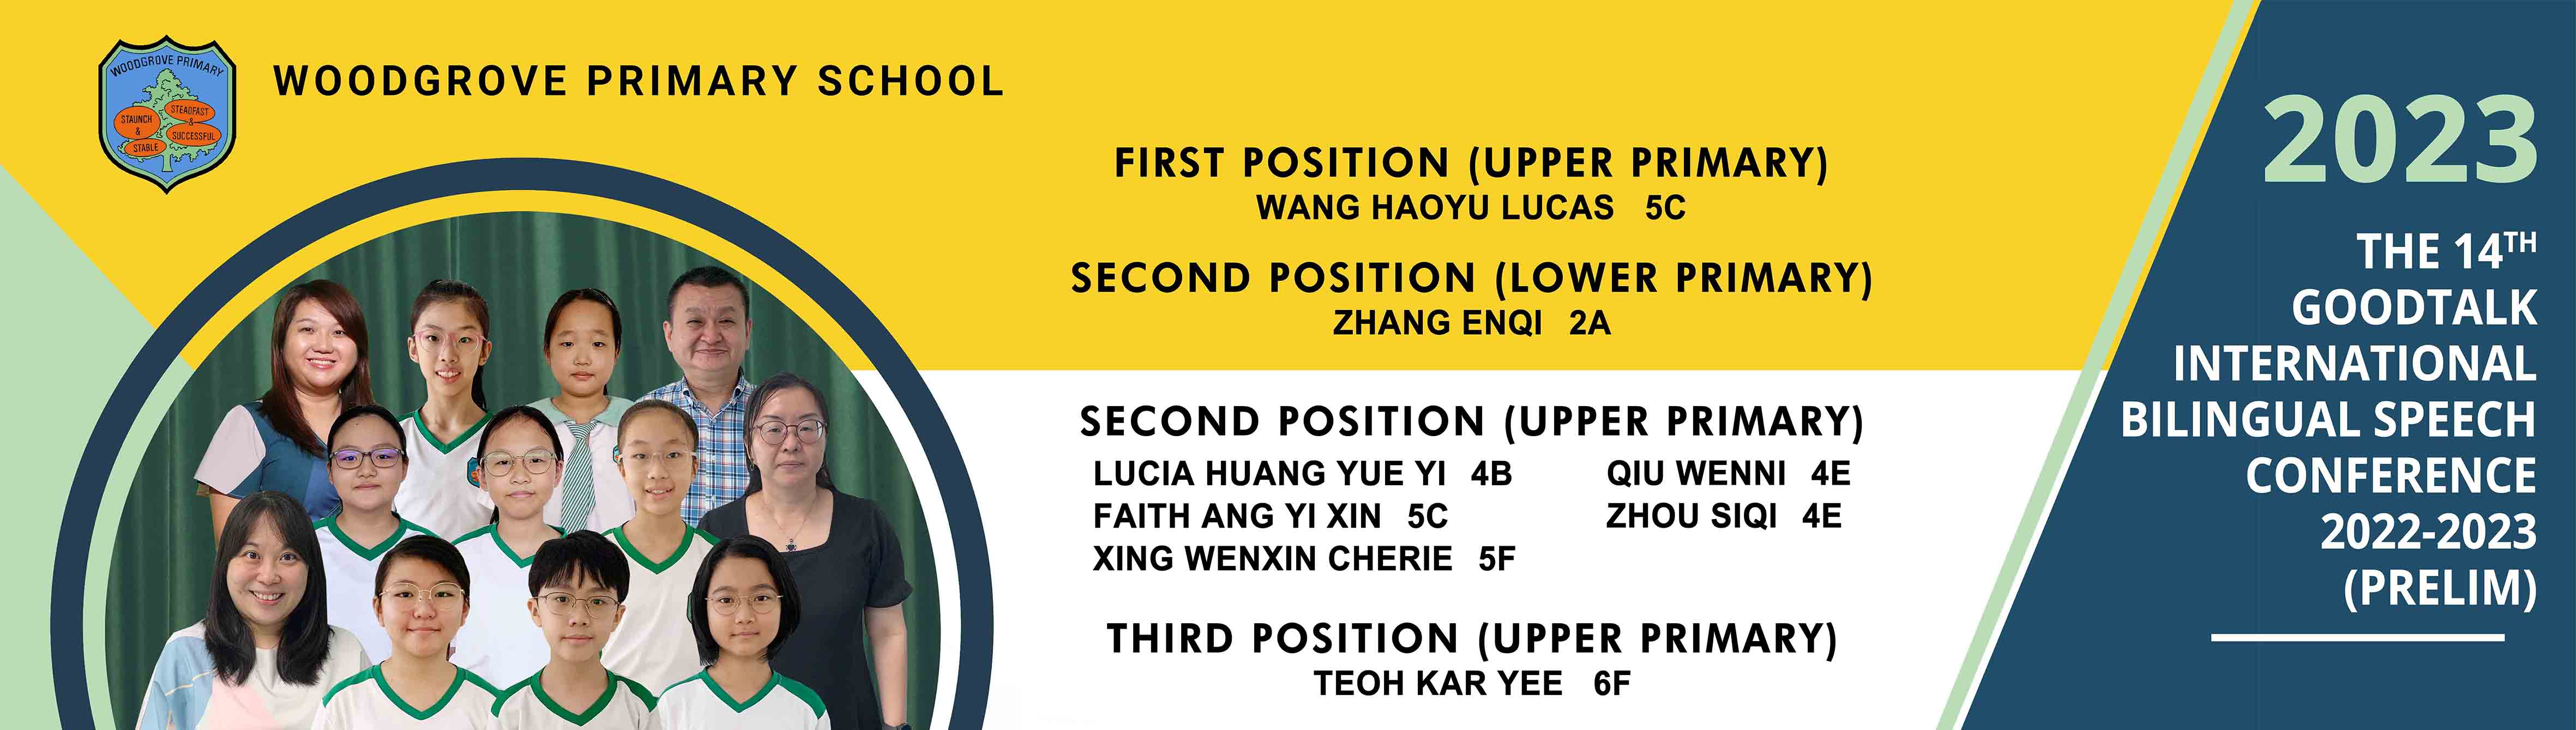 WOODGROVE PRIMARY
STEADFAST
&
SUCCESSFUL
STAUNCH
&
STABLE
WOODGROVE PRIMARY SCHOOL
FIRST POSITION (UPPER PRIMARY)
WANG HAOYU LUCAS 5C
SECOND POSITION (LOWER PRIMARY)
ZHANG ENQI 2A
SECOND POSITION (UPPER PRIMARY)
LUCIA HUANG YUE YI 4B
FAITH ANG YI XIN 5C
XING WENXIN CHERIE 5F
QIU WENNI 4E
ZHOU SIQI 4E
THIRD POSITION (UPPER PRIMARY)
TEOH KAR YEE 6F
2023
THE 14TH
GOODTALK
INTERNATIONAL
BILINGUAL SPEECH
CONFERENCE
2022-2023
(PRELIM)